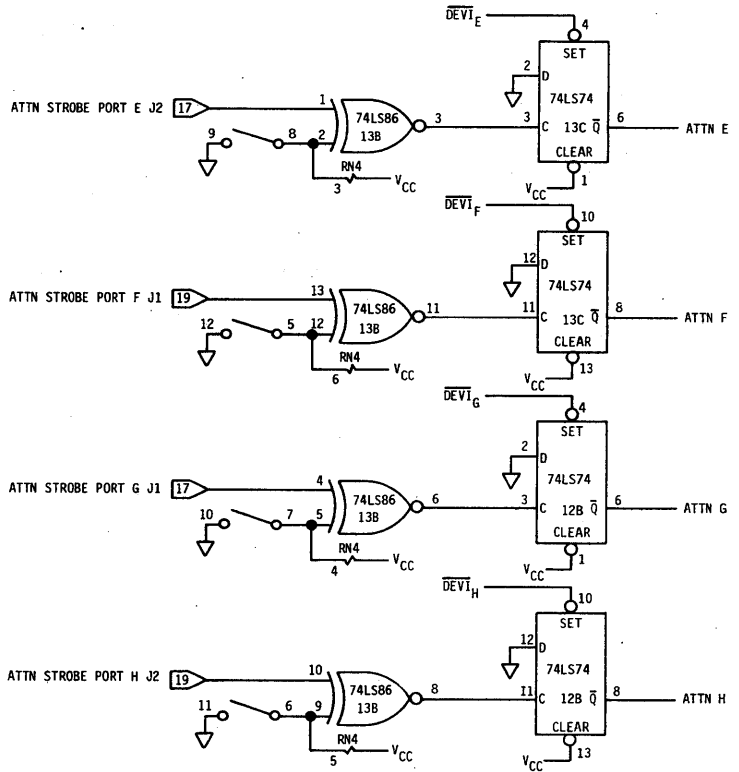 DEVI E
4
SET
2
D
74LS74
ATTN STROBE PORT E J2 17
1
74LS86
13B
3
3
C 13C Q
6
ATTN E
9
8
2
RN4
3
VCC
CLEAR
1
VCC
DEVI F
10
SET
12
D
74LS74
ATTN STROBE PORT F J1 19
13
74LS86
13B
11
11
C 13C Q
8
ATTN F
12
5
12
RN4
6
VCC
CLEAR
13
VCC
DEVI G
4
SET
2
D
74LS74
ATTN STROBE PORT G J1 17
4
74LS86
13B
6
3
C 12B Q
6
ATTN G
10
7
5
RN4
4
VCC
CLEAR
1
VCC
DEVI H
10
SET
12
D
74LS74
ATTN STROBE PORT H J2 19
10
74LS86
13B
8
11
C 12B Q
8
ATTN H
11
6
9
RN4
5
VCC
CLEAR
13
VCC